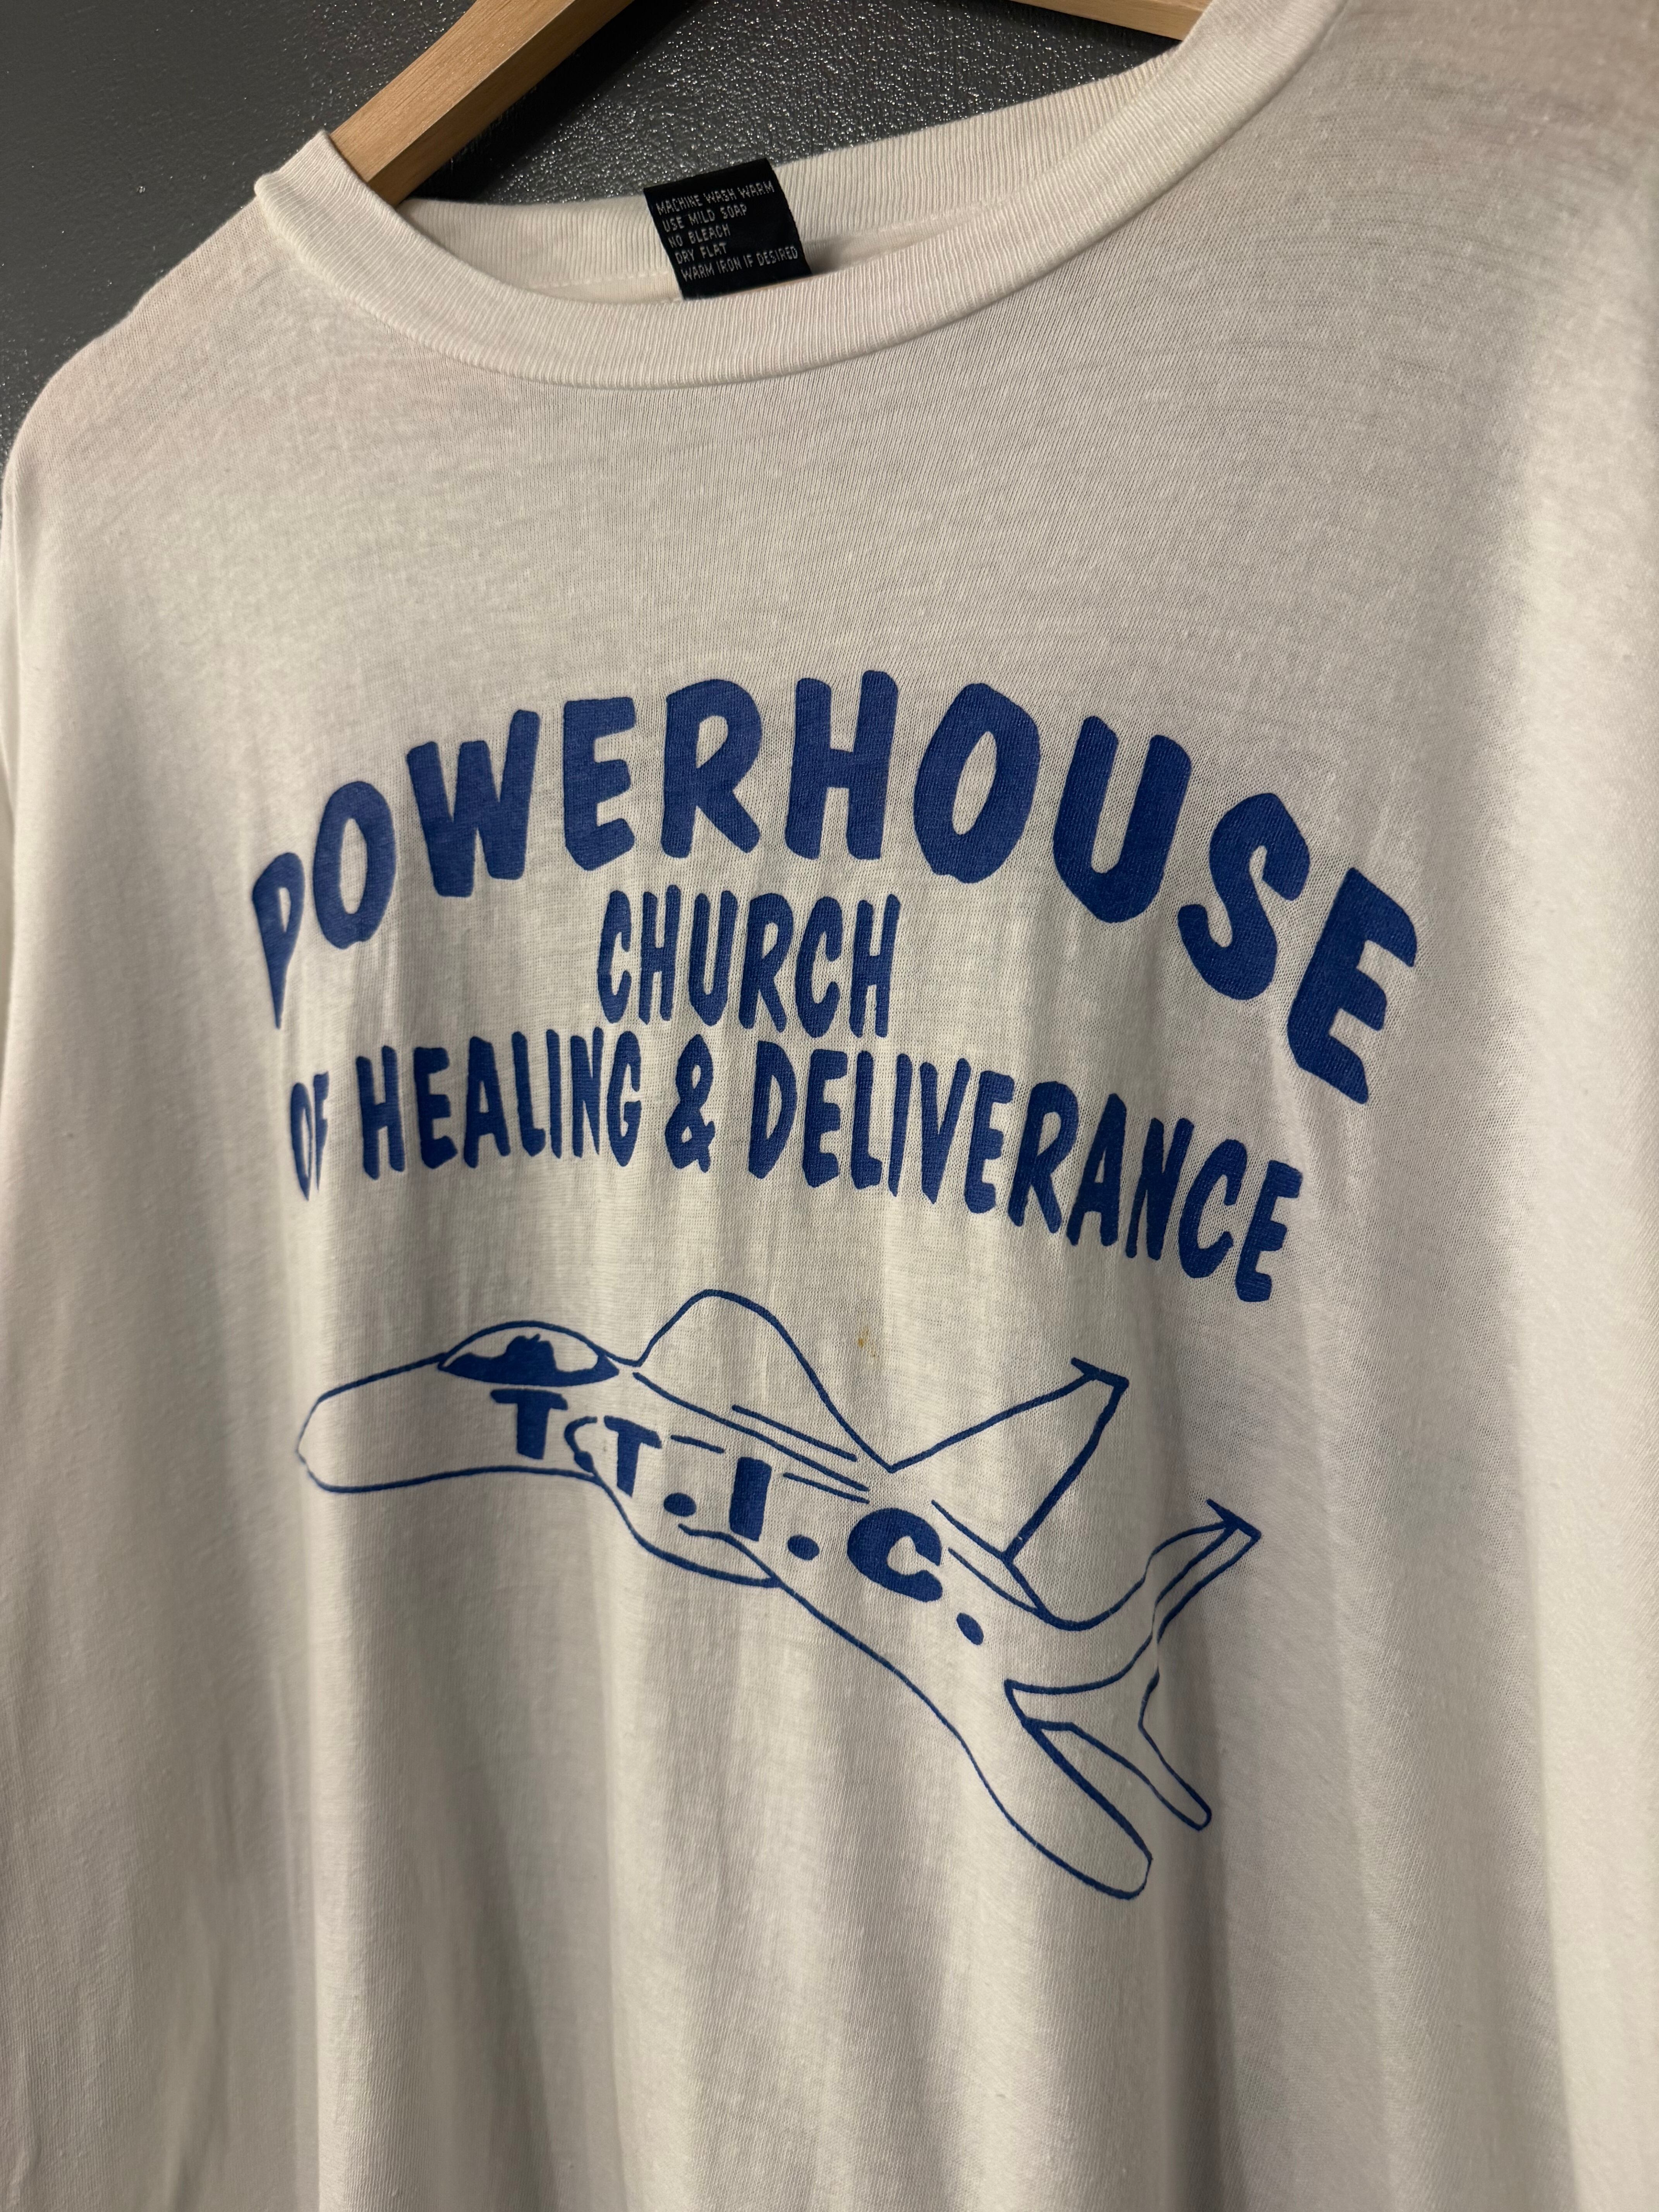 MACHINE WASH WARM
USE MILD SOAP
NO BLEACH
DRY FLAT
WARM IRON IF DESIRED
POWERHOUSE
CHURCH
OF HEALING & DELIVERANCE
T.T.I.C.